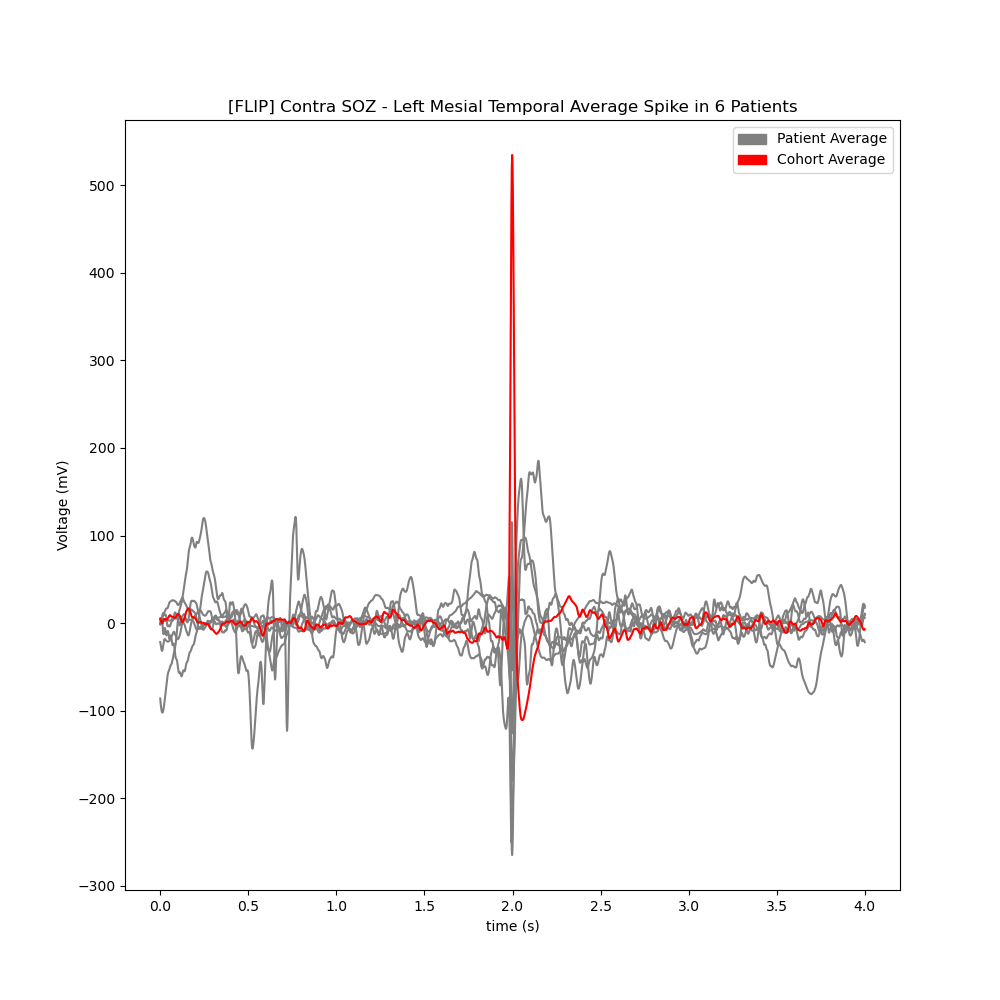 [FLIP] Contra SOZ - Left Mesial Temporal Average Spike in 6 Patients
Patient Average
Cohort Average
500
400
300
200
100
0
−100
−200
−300
Voltage (mV)
0.0 0.5 1.0 1.5 2.0 2.5 3.0 3.5 4.0
time (s)